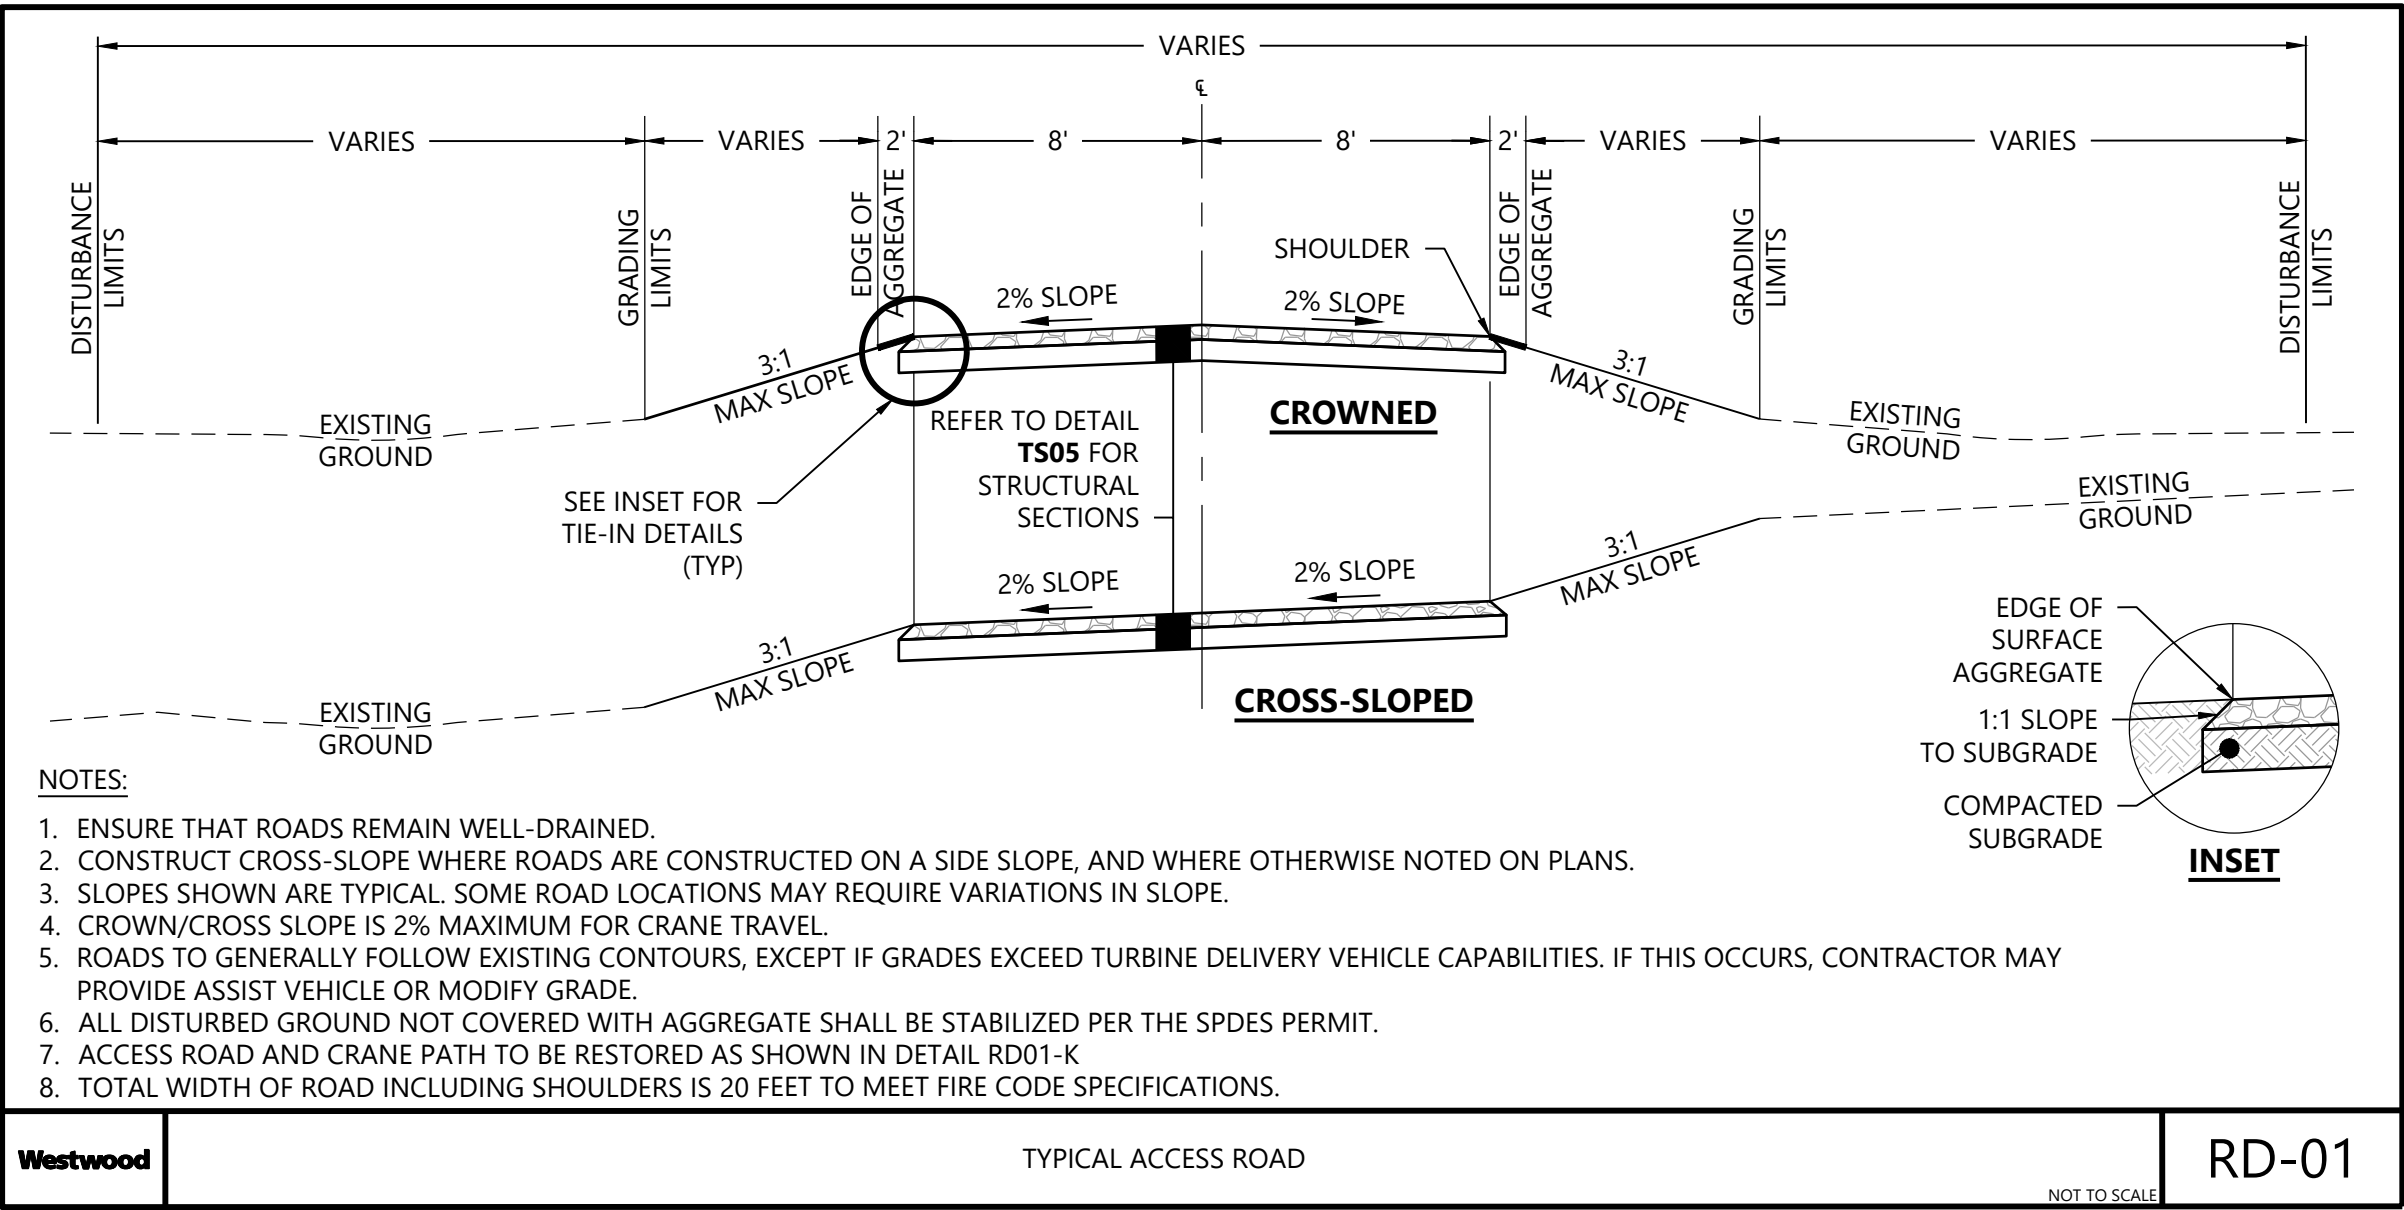 VARIES
℄
VARIES
VARIES
2'
8'
8'
2'
VARIES
VARIES
DISTURBANCE
LIMITS
GRADING
LIMITS
EDGE OF
AGGREGATE
EDGE OF
AGGREGATE
GRADING
LIMITS
DISTURBANCE
LIMITS
SHOULDER
2% SLOPE
2% SLOPE
3:1
MAX SLOPE
3:1
MAX SLOPE
EXISTING
GROUND
REFER TO DETAIL
TS05 FOR
STRUCTURAL
SECTIONS
CROWNED
EXISTING
GROUND
SEE INSET FOR
TIE-IN DETAILS
(TYP)
EXISTING
GROUND
2% SLOPE
2% SLOPE
3:1
MAX SLOPE
3:1
MAX SLOPE
CROSS-SLOPED
EXISTING
GROUND
EDGE OF
SURFACE
AGGREGATE
1:1 SLOPE
TO SUBGRADE
COMPACTED
SUBGRADE
INSET
NOTES:
1. ENSURE THAT ROADS REMAIN WELL-DRAINED.
2. CONSTRUCT CROSS-SLOPE WHERE ROADS ARE CONSTRUCTED ON A SIDE SLOPE, AND WHERE OTHERWISE NOTED ON PLANS.
3. SLOPES SHOWN ARE TYPICAL. SOME ROAD LOCATIONS MAY REQUIRE VARIATIONS IN SLOPE.
4. CROWN/CROSS SLOPE IS 2% MAXIMUM FOR CRANE TRAVEL.
5. ROADS TO GENERALLY FOLLOW EXISTING CONTOURS, EXCEPT IF GRADES EXCEED TURBINE DELIVERY VEHICLE CAPABILITIES. IF THIS OCCURS, CONTRACTOR MAY
PROVIDE ASSIST VEHICLE OR MODIFY GRADE.
6. ALL DISTURBED GROUND NOT COVERED WITH AGGREGATE SHALL BE STABILIZED PER THE SPDES PERMIT.
7. ACCESS ROAD AND CRANE PATH TO BE RESTORED AS SHOWN IN DETAIL RD01-K
8. TOTAL WIDTH OF ROAD INCLUDING SHOULDERS IS 20 FEET TO MEET FIRE CODE SPECIFICATIONS.
Westwood
TYPICAL ACCESS ROAD
NOT TO SCALE
RD-01